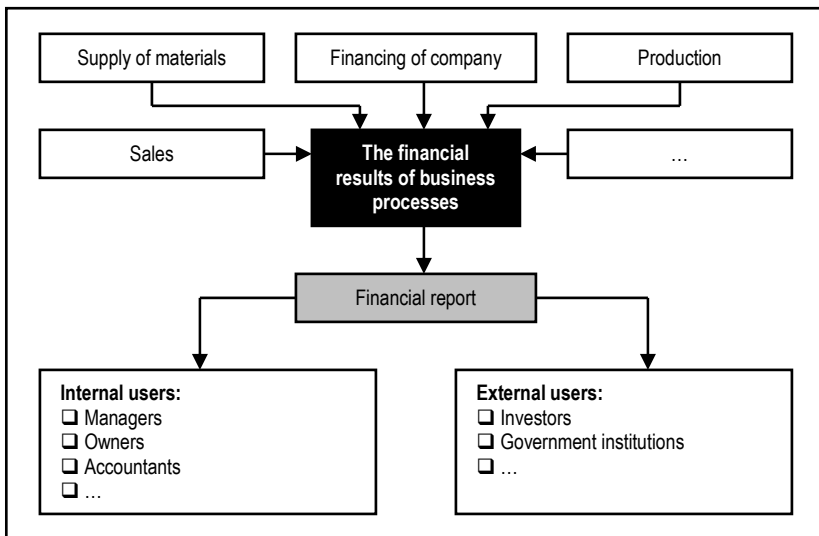 Supply of materials
Financing of company
Production
Sales
The financial
results of business
processes
…
Financial report
Internal users:
❑ Managers
❑ Owners
❑ Accountants
❑ …
External users:
❑ Investors
❑ Government institutions
❑ …